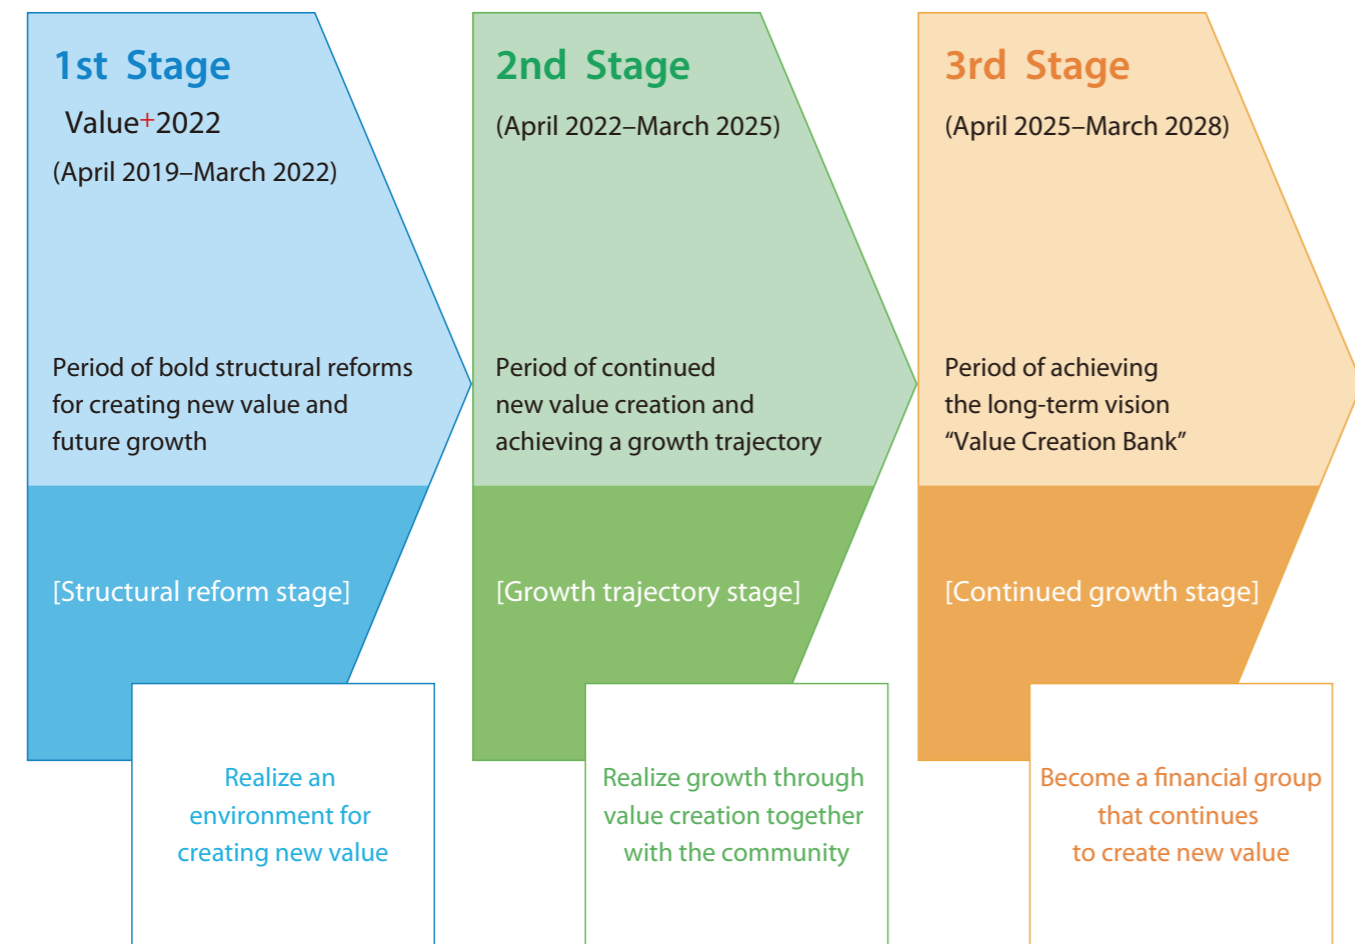 1st Stage
Value+2022
(April 2019–March 2022)
Period of bold structural reforms
for creating new value and
future growth
[Structural reform stage]
Realize an
environment for
creating new value
2nd Stage
(April 2022–March 2025)
Period of continued
new value creation and
achieving a growth trajectory
[Growth trajectory stage]
Realize growth through
value creation together
with the community
3rd Stage
(April 2025–March 2028)
Period of achieving
the long-term vision
“Value Creation Bank”
[Continued growth stage]
Become a financial group
that continues
to create new value